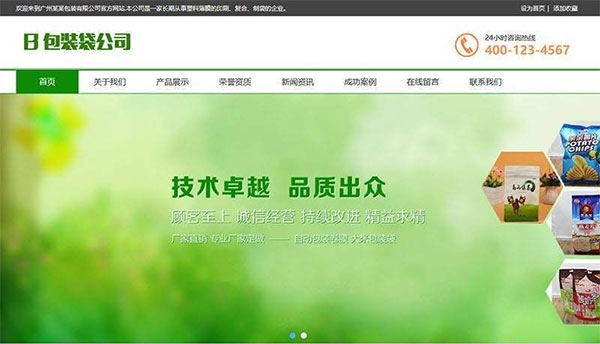 欢迎来到广州某某包装有限公司官方网站,本公司是一家长期从事塑料薄膜的印刷、复合、制袋的企业。
设为首页 | 添加收藏
日 包装袋公司
24小时咨询热线
400-123-4567
首页 关于我们 产品展示 荣誉资质 新闻资讯 成功案例 在线留言 联系我们
技术卓越 品质出众
顾客至上 诚信经营 持续改进 精益求精
厂家直销 专业厂家定做 —— 自动包装卷膜 大米包装袋
POTATO
CHIPS